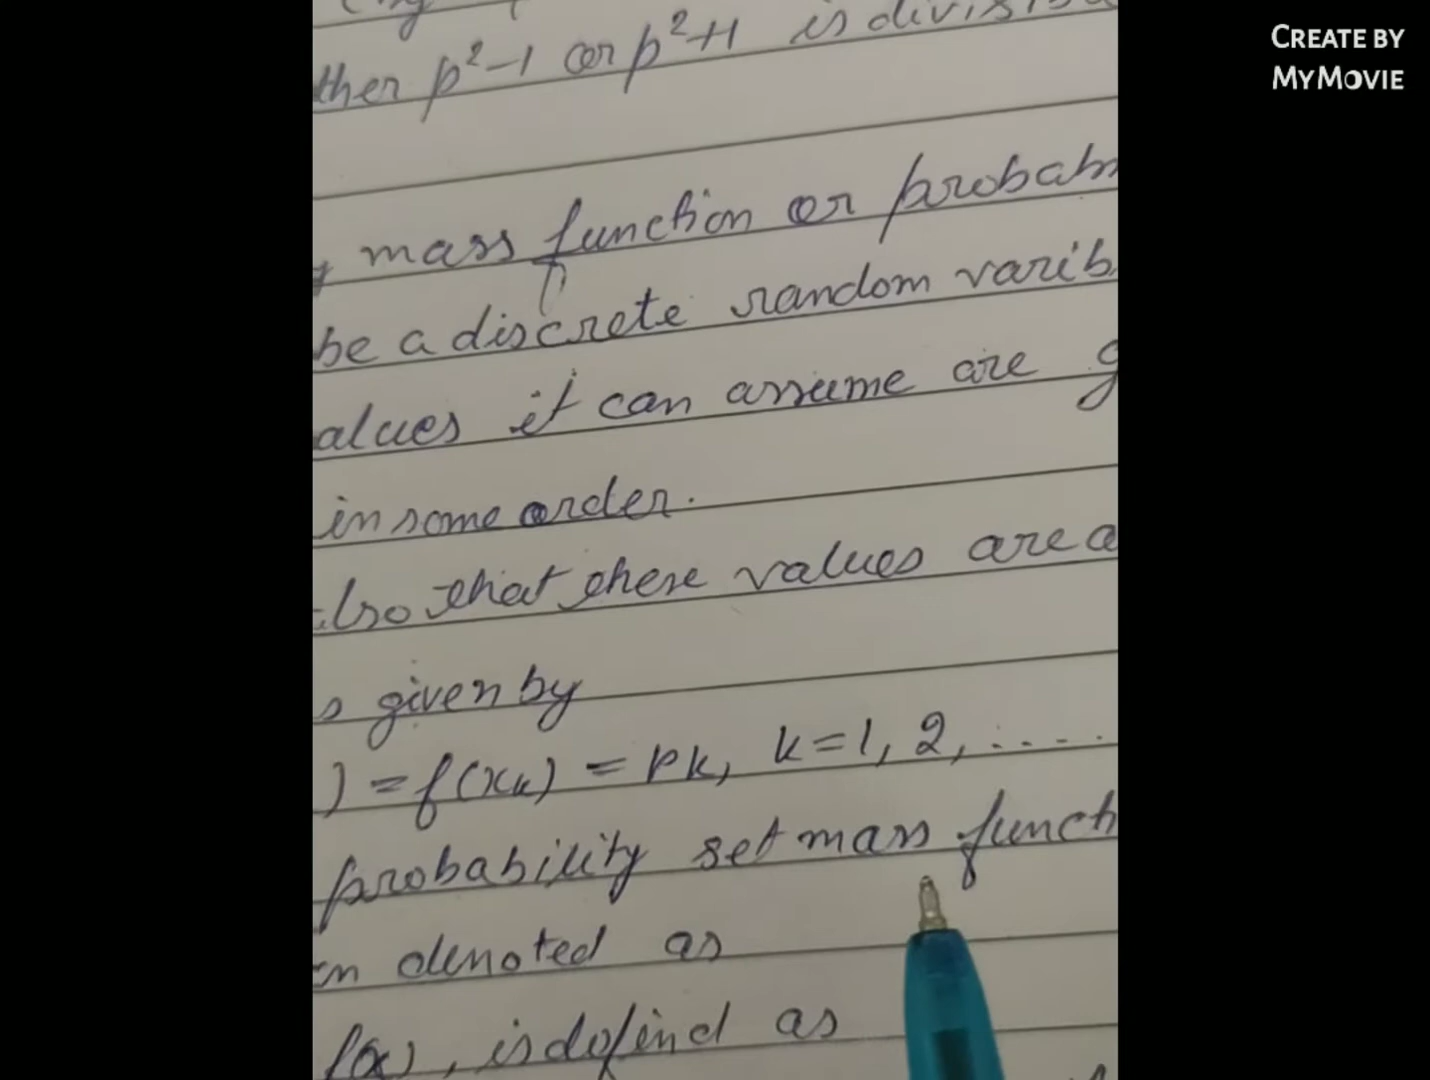 ther p²-1 or p²+1 is divis
mass function or probab
be a discrete random varib
alues it can assume are g
in some order.
lso that these values are a
s given by
) = f(xk) = pk, k=1, 2, ....
probability set mass funct
on denoted as
f(x), is defind as
CREATE BY
MYMOVIE